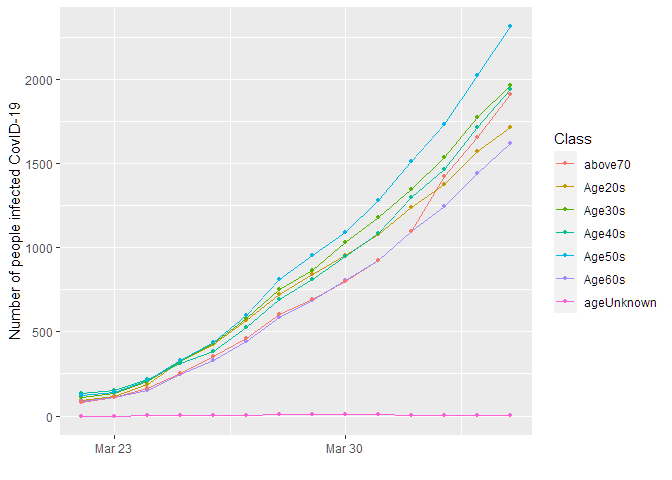 Number of people infected CovID-19
2000
1500
1000
500
0
Mar 23
Mar 30
Class
above70
Age20s
Age30s
Age40s
Age50s
Age60s
ageUnknown